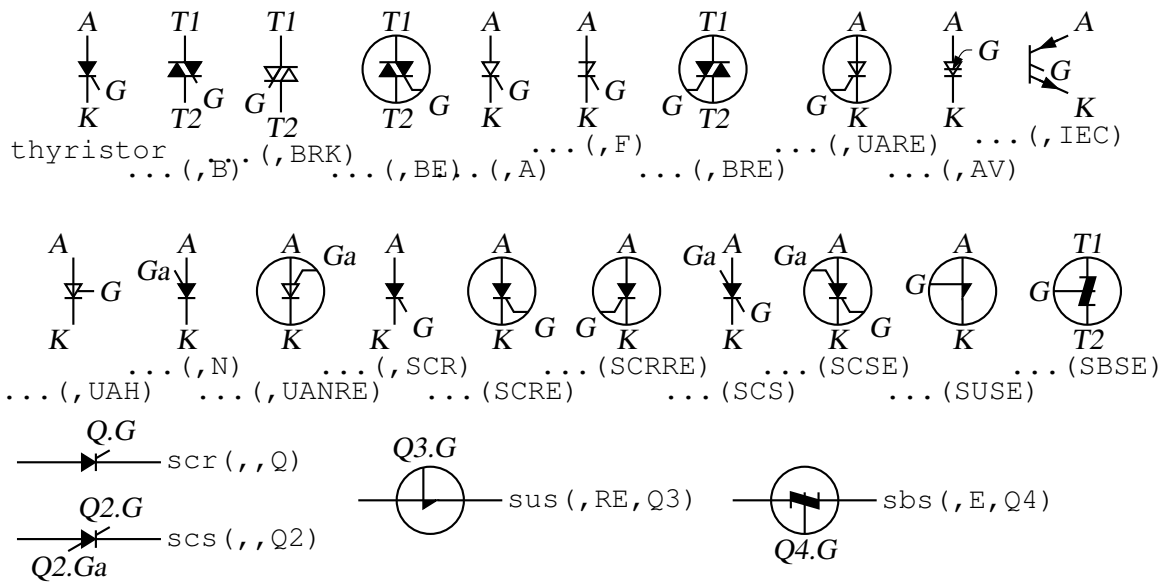 A T1 T1 T1 A A T1 A A A
G G G G G G G G G G
K T2 T2 T2 K K T2 K K K
thyristor ...(,BRK) ...(,F) ...(,UARE) ...(,IEC)
...(,B) ...(,BE) ...(,A) ...(,BRE) ...(,AV)
A A A A A A A A A T1
G Ga Ga G G G Ga G Ga G G G
K K K K K K K K K T2
...(,N) ...(,SCR) ...(SCRRE) ...(SCSE) ...(SBSE)
...(,UAH) ...(,UANRE) ...(SCRE) ...(SCS) ...(SUSE)
Q.G
scr(,,Q)
Q3.G
sus(,RE,Q3)
sbs(,E,Q4)
Q4.G
Q2.G
scs(,,Q2)
Q2.Ga